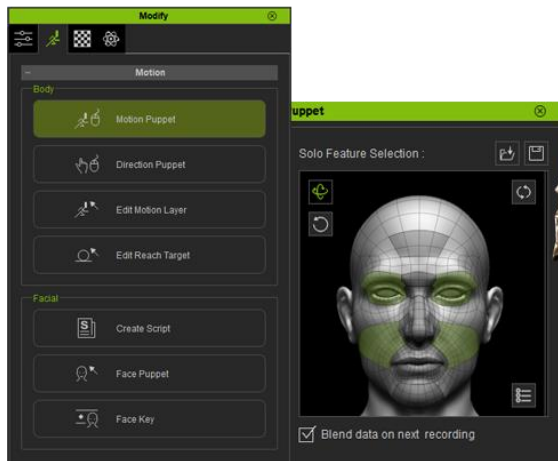 Modify
Motion
Body
Motion Puppet
Direction Puppet
Edit Motion Layer
Edit Reach Target
Facial
S
Create Script
Face Puppet
Face Key
uppet
Solo Feature Selection :
Blend data on next recording